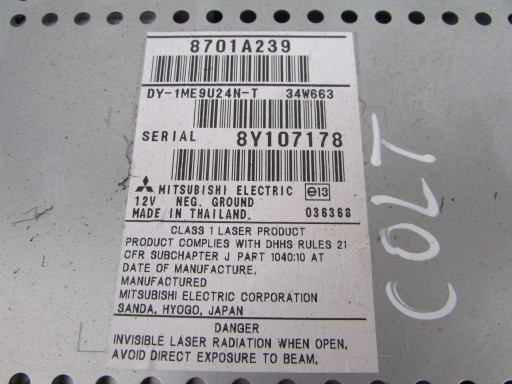 8701A239
DY-1ME9U24N-T 34W663
SERIAL 8Y107178
MITSUBISHI ELECTRIC e13
12V NEG. GROUND
MADE IN THAILAND. 036368
CLASS 1 LASER PRODUCT
PRODUCT COMPLIES WITH DHHS RULES 21
CFR SUBCHAPTER J PART 1040:10 AT
DATE OF MANUFACTURE.
MANUFACTURED
MITSUBISHI ELECTRIC CORPORATION
SANDA, HYOGO, JAPAN
DANGER
INVISIBLE LASER RADIATION WHEN OPEN.
AVOID DIRECT EXPOSURE TO BEAM.
COLT